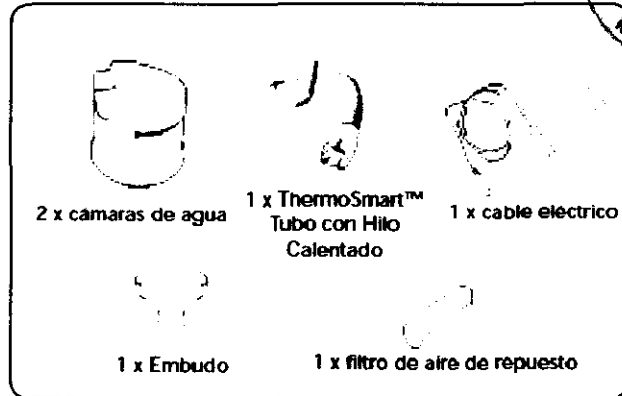 2 x cámaras de agua
1 x ThermoSmart™
Tubo con Hilo
Calentado
1 x cable eléctrico
1 x Embudo
1 x filtro de aire de repuesto